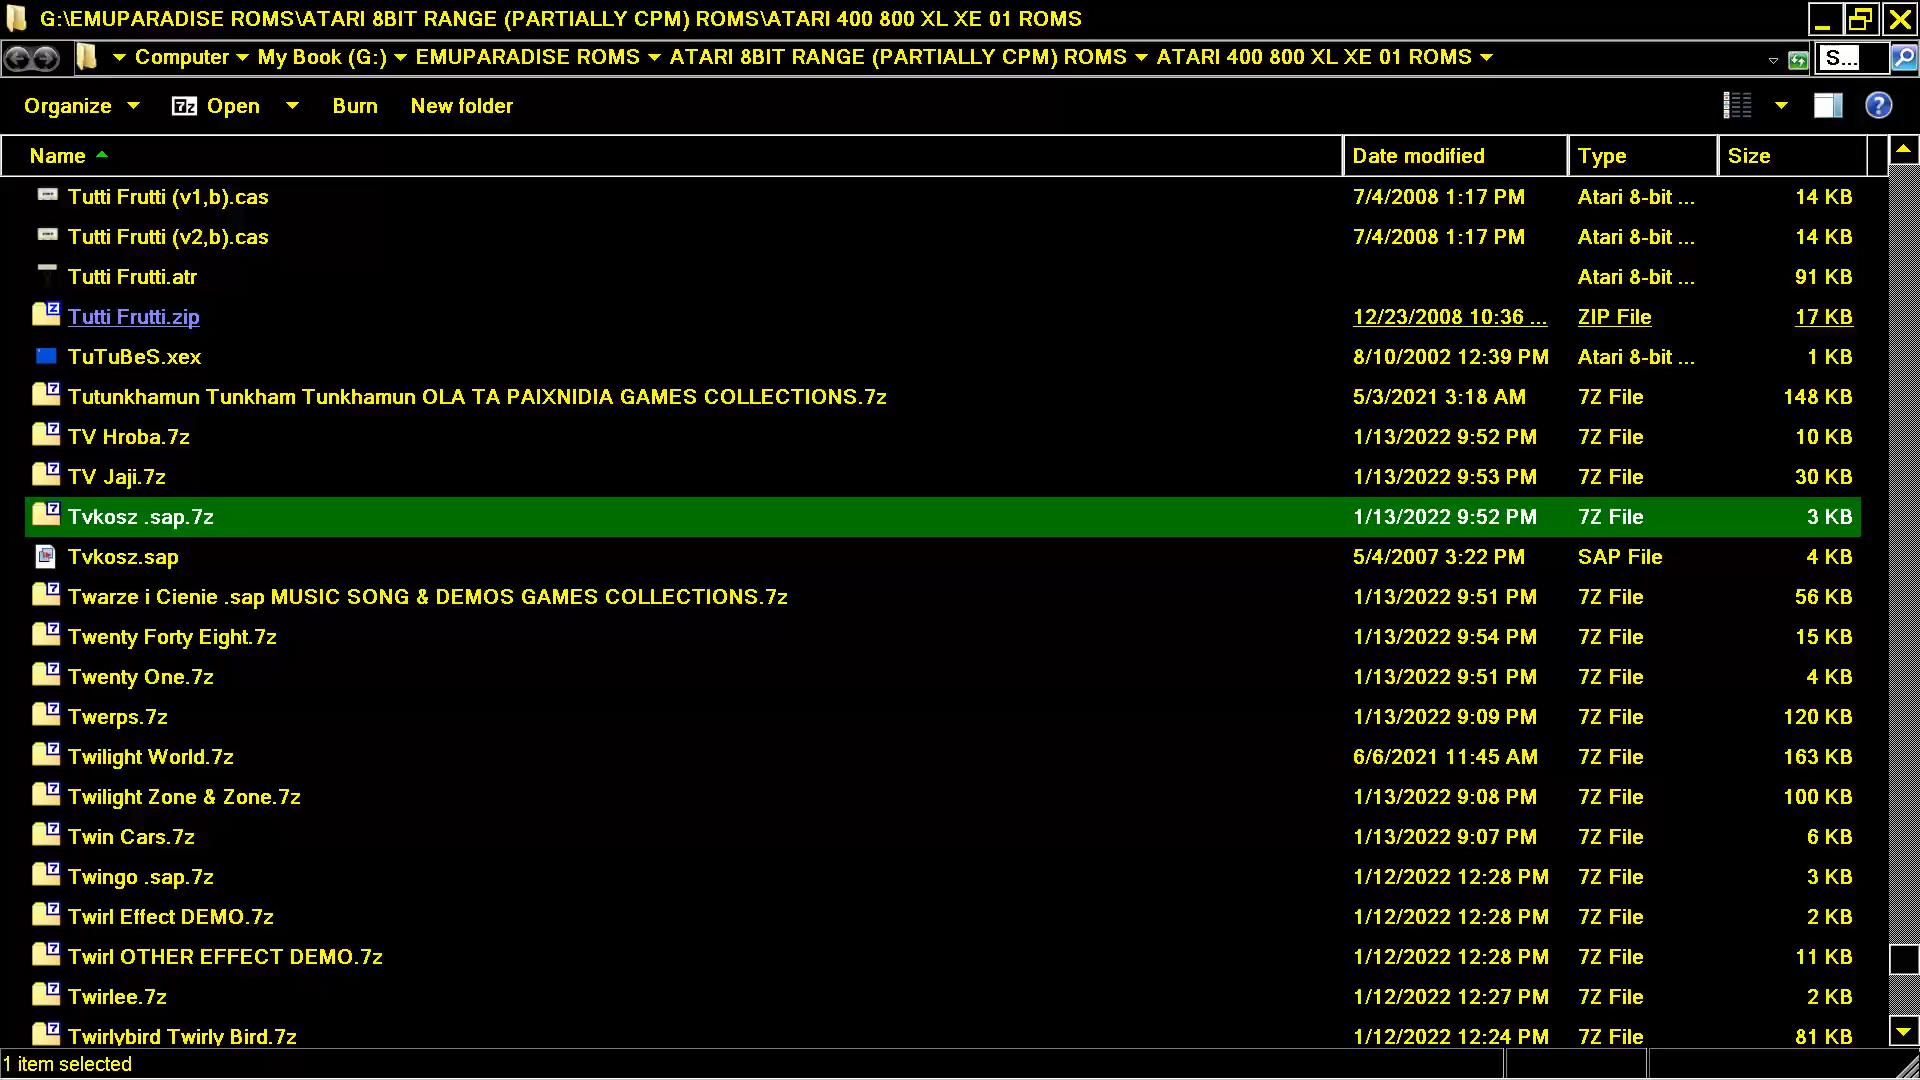 G:\EMUPARADISE ROMS\ATARI 8BIT RANGE (PARTIALLY CPM) ROMS\ATARI 400 800 XL XE 01 ROMS
Computer My Book (G:) EMUPARADISE ROMS ATARI 8BIT RANGE (PARTIALLY CPM) ROMS ATARI 400 800 XL XE 01 ROMS S...
Organize 7z Open Burn New folder ?
Name Date modified Type Size
Tutti Frutti (v1,b).cas 7/4/2008 1:17 PM Atari 8-bit ... 14 KB
Tutti Frutti (v2,b).cas 7/4/2008 1:17 PM Atari 8-bit ... 14 KB
Tutti Frutti.atr Atari 8-bit ... 91 KB
Tutti Frutti.zip 12/23/2008 10:36 ... ZIP File 17 KB
TuTuBeS.xex 8/10/2002 12:39 PM Atari 8-bit ... 1 KB
Tutunkhamun Tunkham Tunkhamun OLA TA PAIXNIDIA GAMES COLLECTIONS.7z 5/3/2021 3:18 AM 7Z File 148 KB
TV Hroba.7z 1/13/2022 9:52 PM 7Z File 10 KB
TV Jaji.7z 1/13/2022 9:53 PM 7Z File 30 KB
Tvkosz .sap.7z 1/13/2022 9:52 PM 7Z File 3 KB
Tvkosz.sap 5/4/2007 3:22 PM SAP File 4 KB
Twarze i Cienie .sap MUSIC SONG & DEMOS GAMES COLLECTIONS.7z 1/13/2022 9:51 PM 7Z File 56 KB
Twenty Forty Eight.7z 1/13/2022 9:54 PM 7Z File 15 KB
Twenty One.7z 1/13/2022 9:51 PM 7Z File 4 KB
Twerps.7z 1/13/2022 9:09 PM 7Z File 120 KB
Twilight World.7z 6/6/2021 11:45 AM 7Z File 163 KB
Twilight Zone & Zone.7z 1/13/2022 9:08 PM 7Z File 100 KB
Twin Cars.7z 1/13/2022 9:07 PM 7Z File 6 KB
Twingo .sap.7z 1/12/2022 12:28 PM 7Z File 3 KB
Twirl Effect DEMO.7z 1/12/2022 12:28 PM 7Z File 2 KB
Twirl OTHER EFFECT DEMO.7z 1/12/2022 12:28 PM 7Z File 11 KB
Twirlee.7z 1/12/2022 12:27 PM 7Z File 2 KB
Twirlybird Twirly Bird.7z 1/12/2022 12:24 PM 7Z File 81 KB
1 item selected